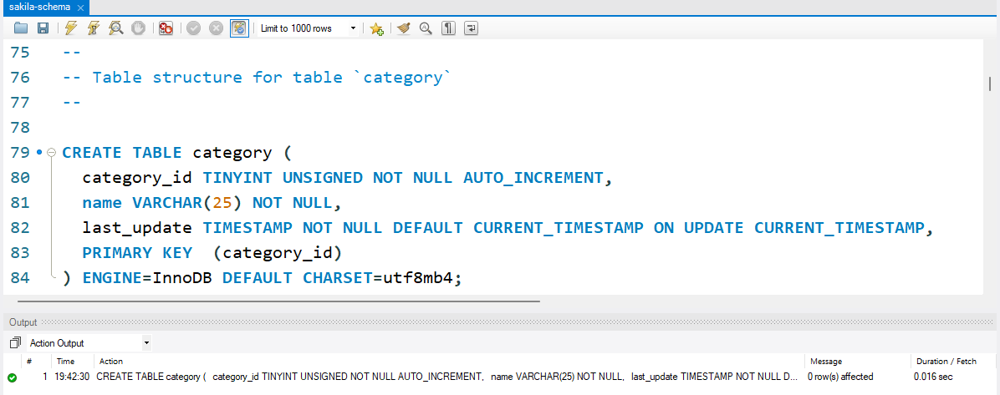 sakila-schema
Limit to 1000 rows
75 --
76 -- Table structure for table `category`
77 --
78
79 CREATE TABLE category (
80 category_id TINYINT UNSIGNED NOT NULL AUTO_INCREMENT,
81 name VARCHAR(25) NOT NULL,
82 last_update TIMESTAMP NOT NULL DEFAULT CURRENT_TIMESTAMP ON UPDATE CURRENT_TIMESTAMP,
83 PRIMARY KEY  (category_id)
84 ) ENGINE=InnoDB DEFAULT CHARSET=utf8mb4;
Output
Action Output
# Time Action Message Duration / Fetch
1 19:42:30 CREATE TABLE category (   category_id TINYINT UNSIGNED NOT NULL AUTO_INCREMENT,   name VARCHAR(25) NOT NULL,   last_update TIMESTAMP NOT NULL D... 0 row(s) affected 0.016 sec